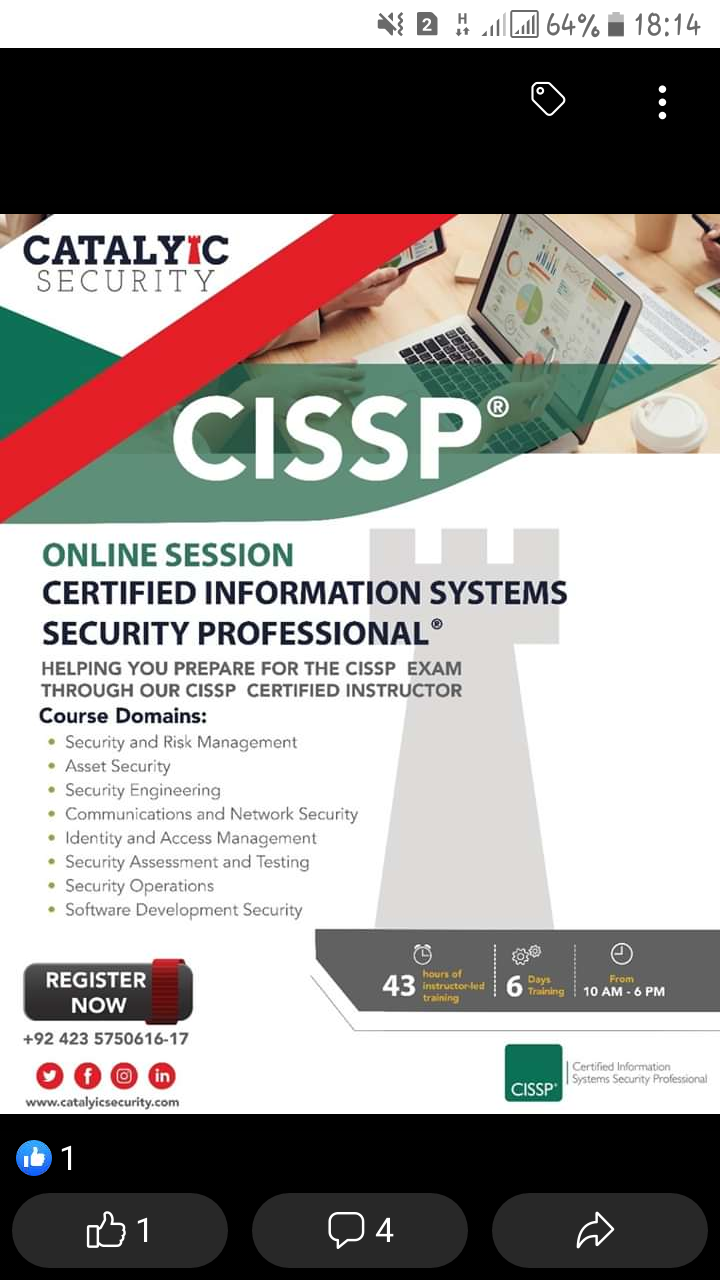 2 H 64% 18:14
CATALYIC
SECURITY
CISSP®
ONLINE SESSION
CERTIFIED INFORMATION SYSTEMS
SECURITY PROFESSIONAL®
HELPING YOU PREPARE FOR THE CISSP EXAM
THROUGH OUR CISSP CERTIFIED INSTRUCTOR
Course Domains:
• Security and Risk Management
• Asset Security
• Security Engineering
• Communications and Network Security
• Identity and Access Management
• Security Assessment and Testing
• Security Operations
• Software Development Security
43 hours of
instructor-led
training
6 Days
Training
From
10 AM - 6 PM
REGISTER
NOW
+92 423 5750616-17
www.catalyicsecurity.com
CISSP®
Certified Information
Systems Security Professional
1
1
4